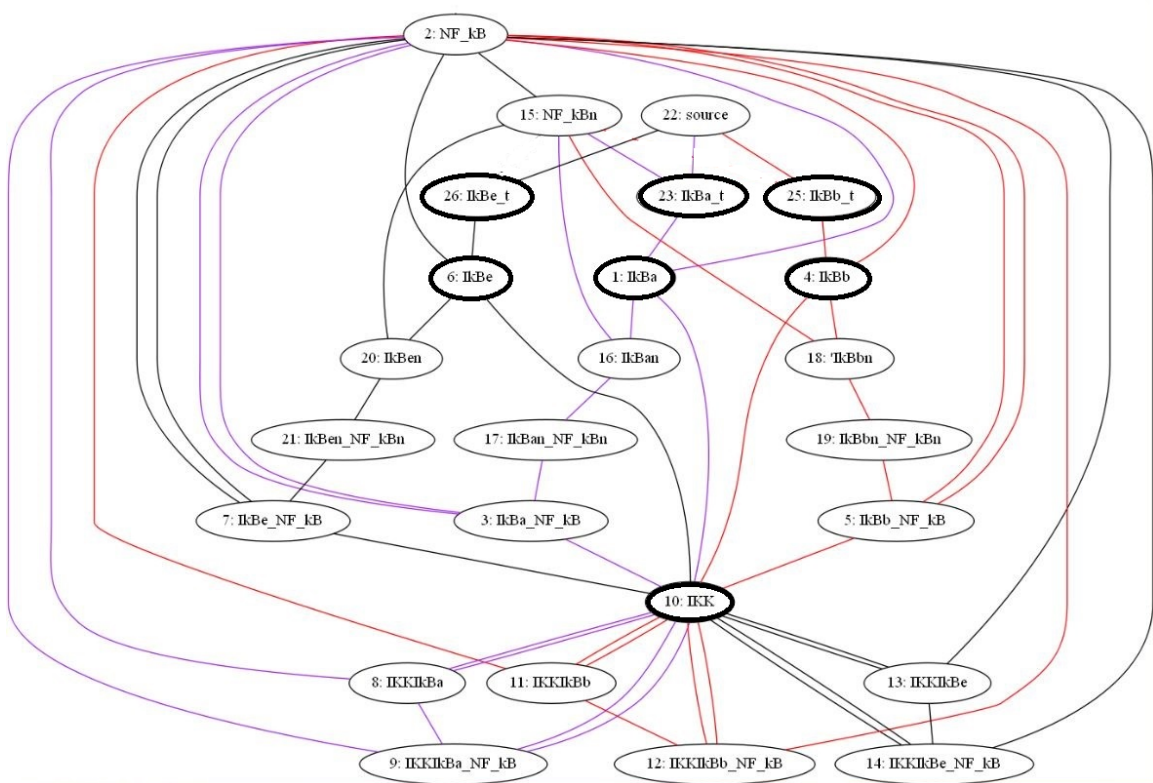 2: NF_kB
15: NF_kBn
22: source
26: IkBe_t
23: IkBa_t
25: IkBb_t
6: IkBe
1: IkBa
4: IkBb
20: IkBen
16: IkBan
18: IkBbn
21: IkBen_NF_kBn
17: IkBan_NF_kBn
19: IkBbn_NF_kBn
7: IkBe_NF_kB
3: IkBa_NF_kB
5: IkBb_NF_kB
10: IKK
8: IKKIkBa
11: IKKIkBb
13: IKKIkBe
9: IKKIkBa_NF_kB
12: IKKIkBb_NF_kB
14: IKKIkBe_NF_kB